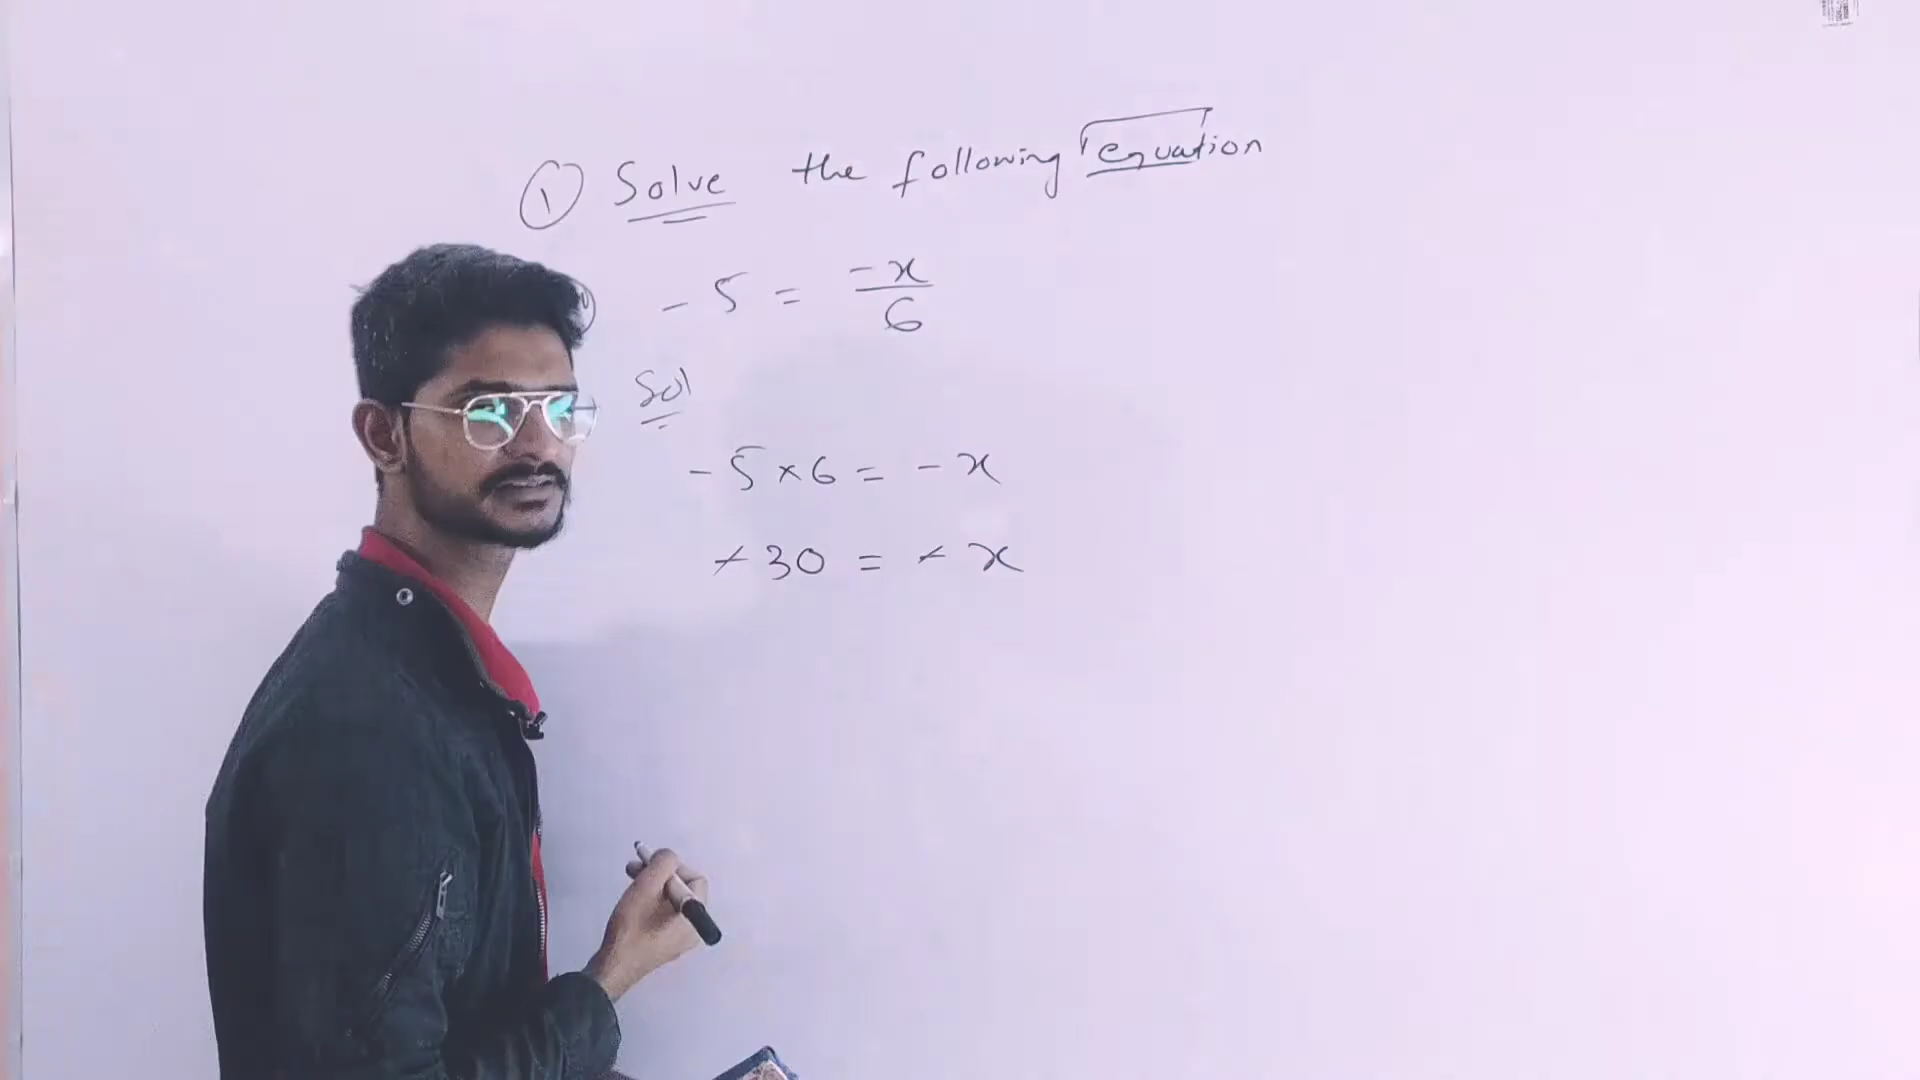 ① Solve the following equation
- 5 = -x/6
Sol
- 5 × 6 = - x
- 30 = - x